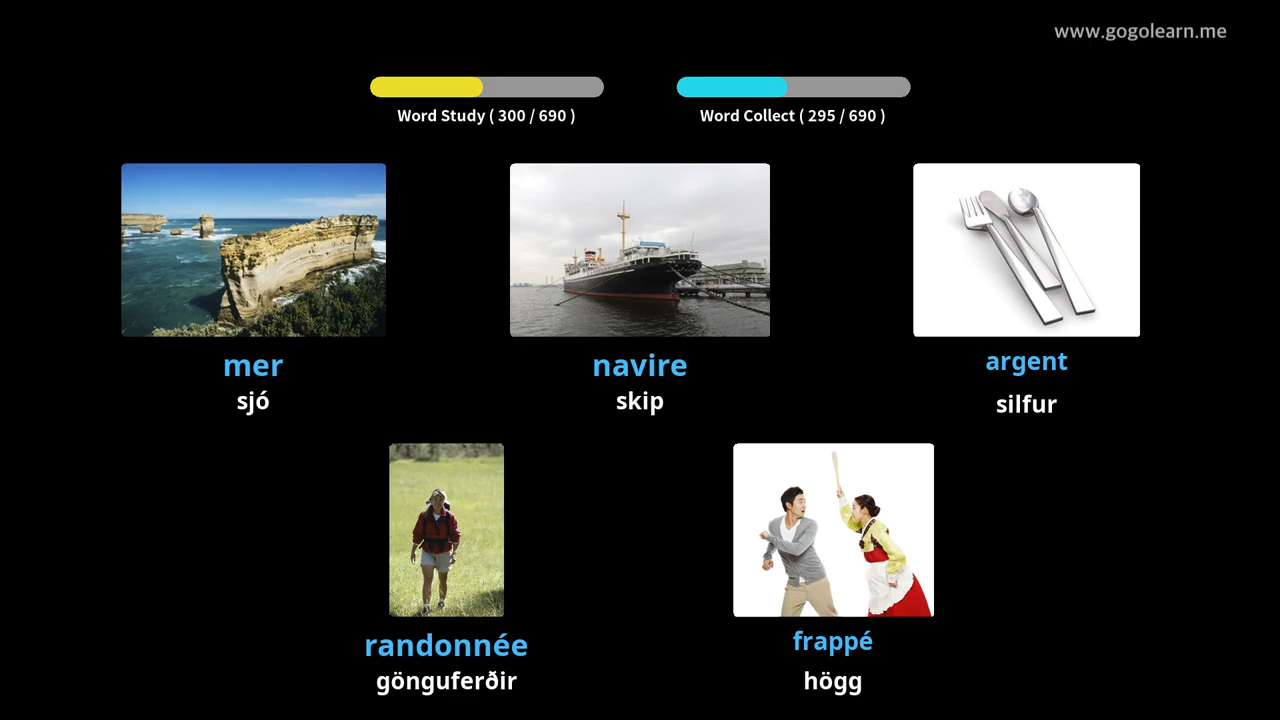 www.gogolearn.me
Word Study ( 300 / 690 )
Word Collect ( 295 / 690 )
mer
sjó
navire
skip
argent
silfur
randonnée
gönguferðir
frappé
högg